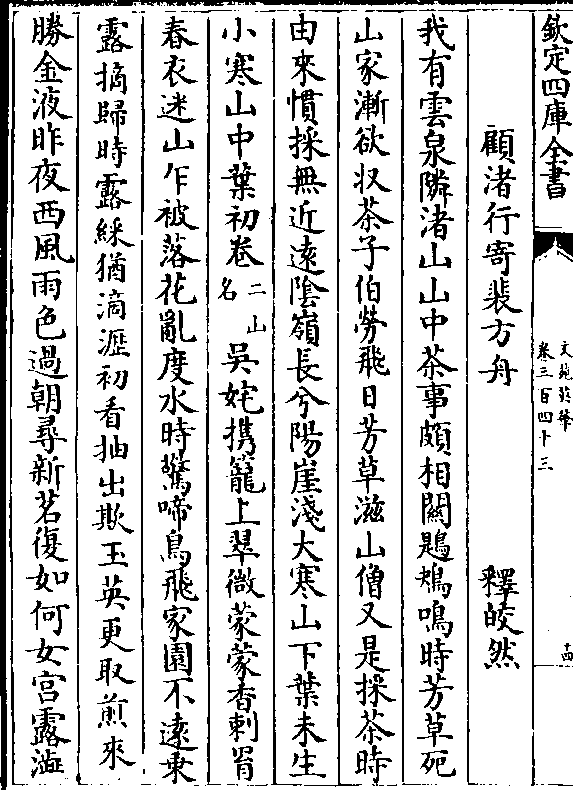 欽定四庫全書
文苑英華
卷三百四十三
十四
顧渚行寄裴方舟　釋皎然
我有雲泉隣渚山山中茶事頗相關鶗鴂鳴時芳草死
山家漸欲収茶子伯勞飛日芳草滋山僧又是採茶時
由來慣採無近逺陰嶺長兮陽崖淺大寒山下葉未生
小寒山中葉初卷二山名吳姹携籠上翠微蒙蒙香刺罥
春衣迷山乍被落花亂度水時驚啼鳥飛家園不逺乗
露摘歸時露綵猶滴瀝初看抽出欺玉英更取煎來
勝金液昨夜西風雨色過朝尋新茗復如何女宫露澁